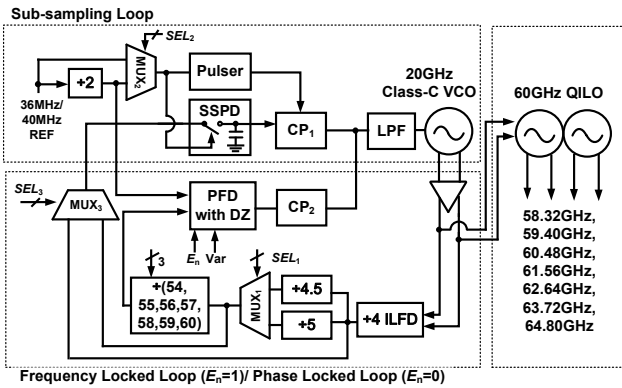 Sub-sampling Loop
SEL2
MUX2
Pulser
÷2
36MHz/
40MHz
REF
SSPD
CP1
LPF
20GHz
Class-C VCO
60GHz QILO
SEL3
MUX3
PFD
with DZ
CP2
En Var
3
÷(54,
55,56,57,
58,59,60)
SEL1
MUX1
÷4.5
÷5
÷4 ILFD
58.32GHz,
59.40GHz,
60.48GHz,
61.56GHz,
62.64GHz,
63.72GHz,
64.80GHz
Frequency Locked Loop (En=1)/ Phase Locked Loop (En=0)